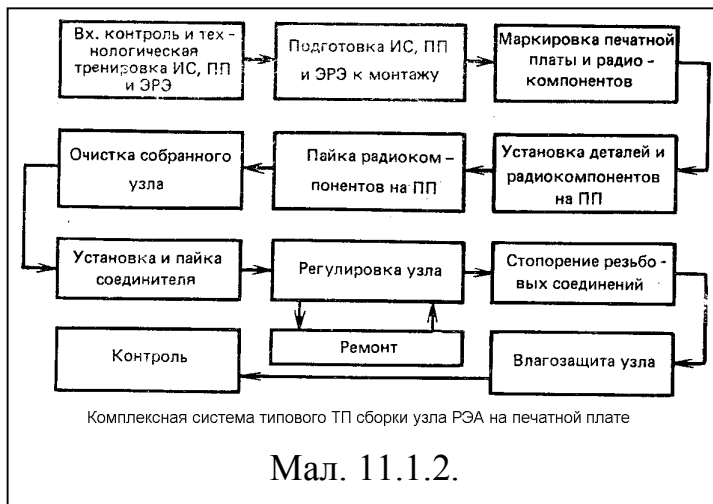 Вх. контроль и тех -
нологическая
тренировка ИС, ПП
и ЭРЭ
Подготовка ИС, ПП
и ЭРЭ к монтажу
Маркировка печатной
платы и радио -
компонентов
Установка деталей и
радиокомпонентов
на ПП
Пайка радиоком –
понентов на ПП
Очистка собранного
узла
Установка и пайка
соединителя
Регулировка узла
Стопорение резьбо -
вых соединений
Ремонт
Влагозащита узла
Контроль
Комплексная система типового ТП сборки узла РЭА на печатной плате
Мал. 11.1.2.